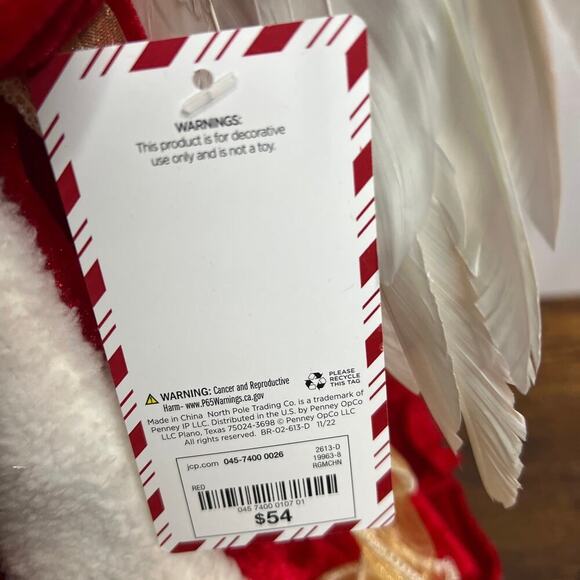 WARNINGS:
This product is for decorative
use only and is not a toy.
WARNING: Cancer and Reproductive
Harm- www.P65Warnings.ca.gov
PLEASE
RECYCLE
THIS TAG
Made in China North Pole Trading Co. is a trademark of
Penney IP LLC. Distributed in the U.S. by Penney OpCo
LLC Plano, Texas 75024-3698 © Penney OpCo LLC
All rights reserved. BR-02-613-D 11/22
jcp.com 045-7400 0026
2613-D
19963-8
RGMCHN
RED
045 7400 0107 01
$54